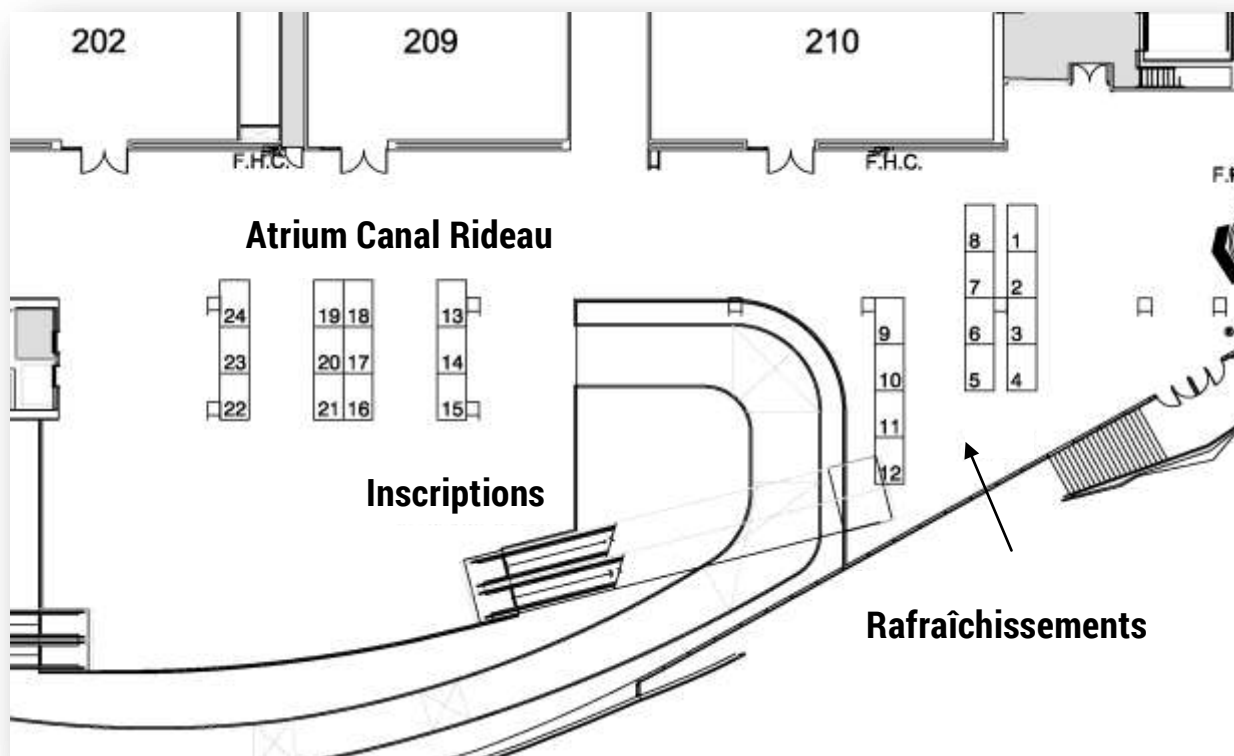 202
209
210
F.H.C.
F.H.C.
F.H
Atrium Canal Rideau
8 1
7 2
6 3
5 4
9
10
11
12
24 19 18 13
23 20 17 14
22 21 16 15
Inscriptions
Rafraîchissements